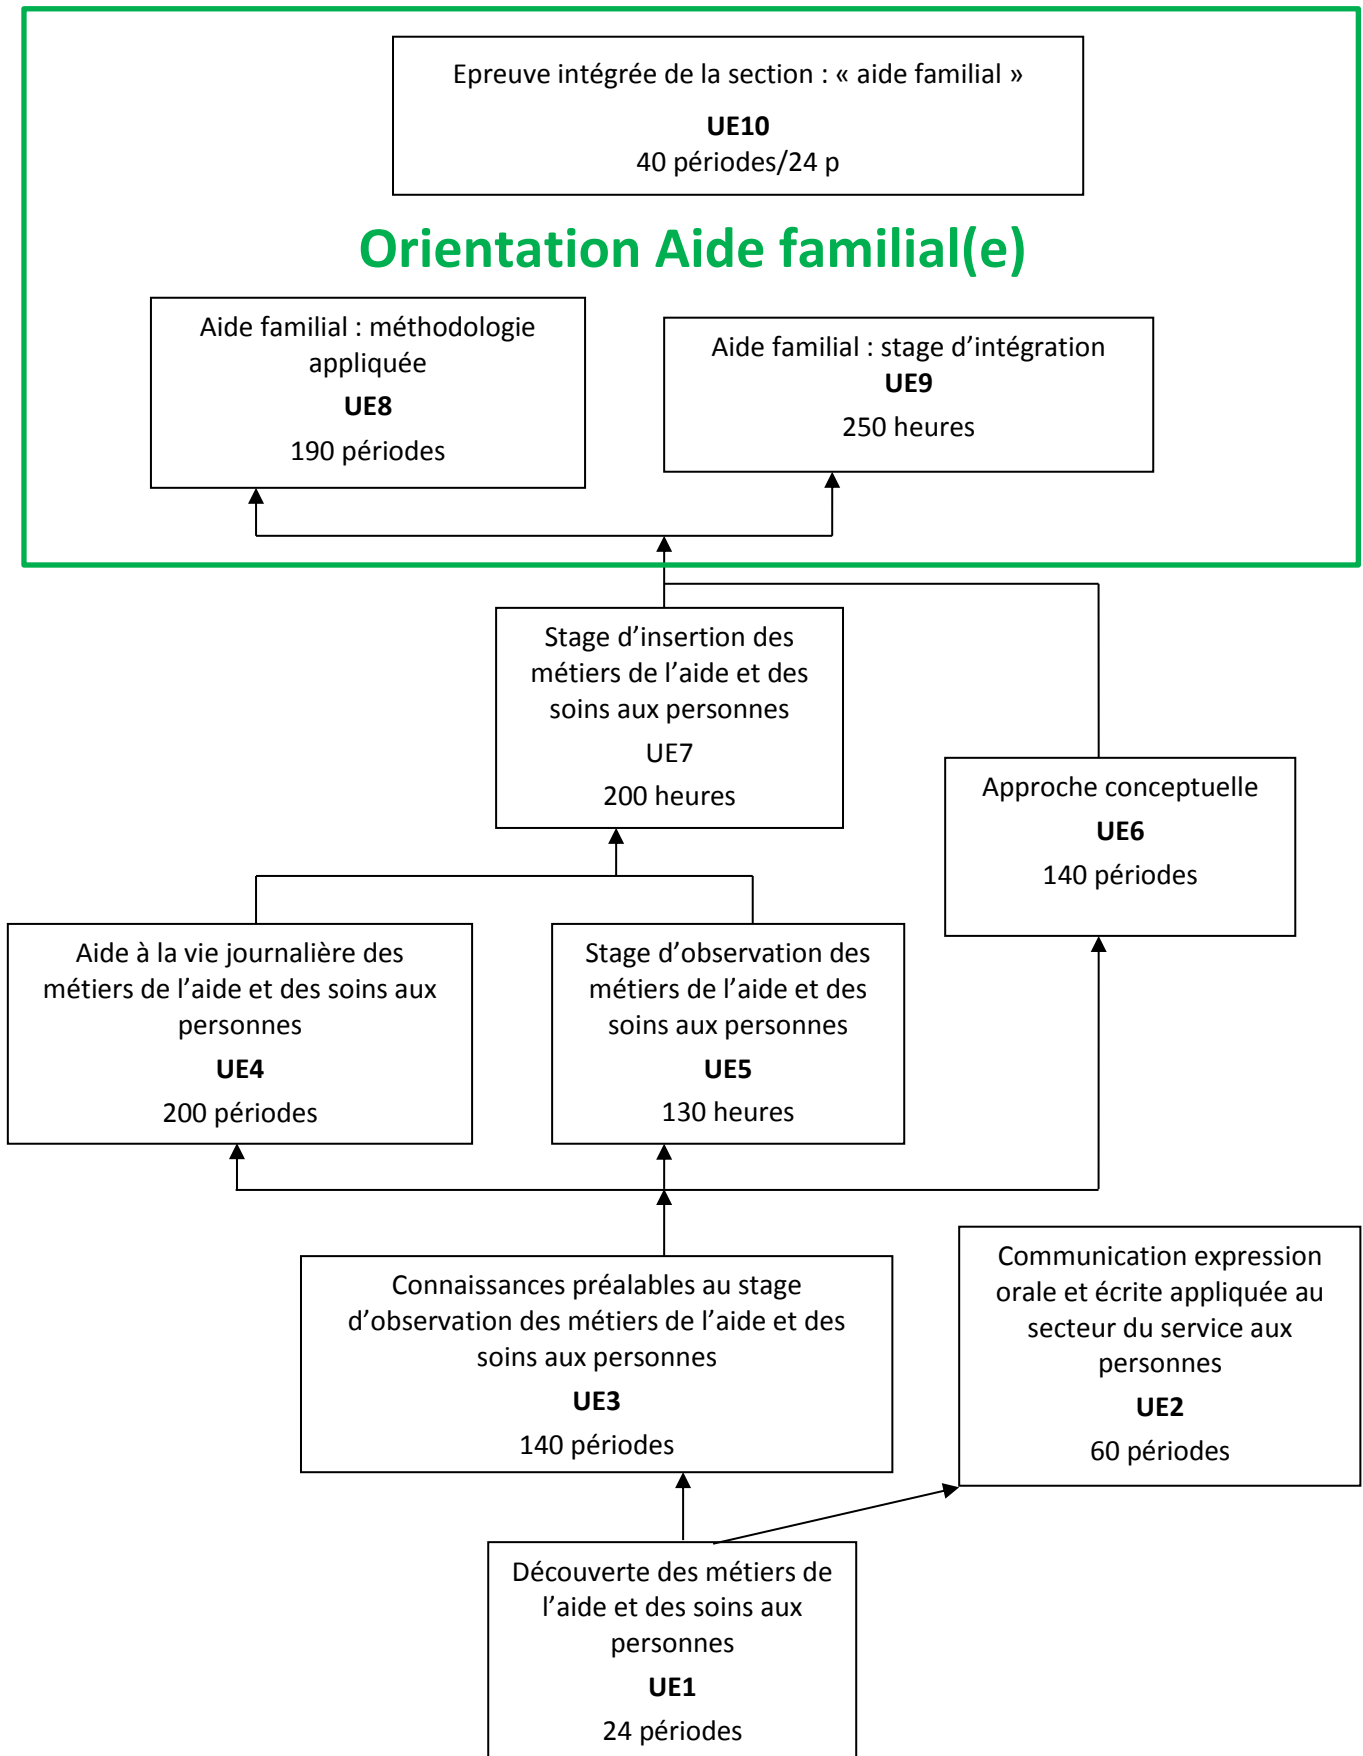 Epreuve intégrée de la section : « aide familial »
UE10
40 périodes/24 p
Orientation Aide familial(e)
Aide familial : méthodologie
appliquée
UE8
190 périodes
Aide familial : stage d’intégration
UE9
250 heures
Stage d’insertion des
métiers de l’aide et des
soins aux personnes
UE7
200 heures
Approche conceptuelle
UE6
140 périodes
Aide à la vie journalière des
métiers de l’aide et des soins aux
personnes
UE4
200 périodes
Stage d’observation des
métiers de l’aide et des
soins aux personnes
UE5
130 heures
Connaissances préalables au stage
d’observation des métiers de l’aide et des
soins aux personnes
UE3
140 périodes
Communication expression
orale et écrite appliquée au
secteur du service aux
personnes
UE2
60 périodes
Découverte des métiers de
l’aide et des soins aux
personnes
UE1
24 périodes